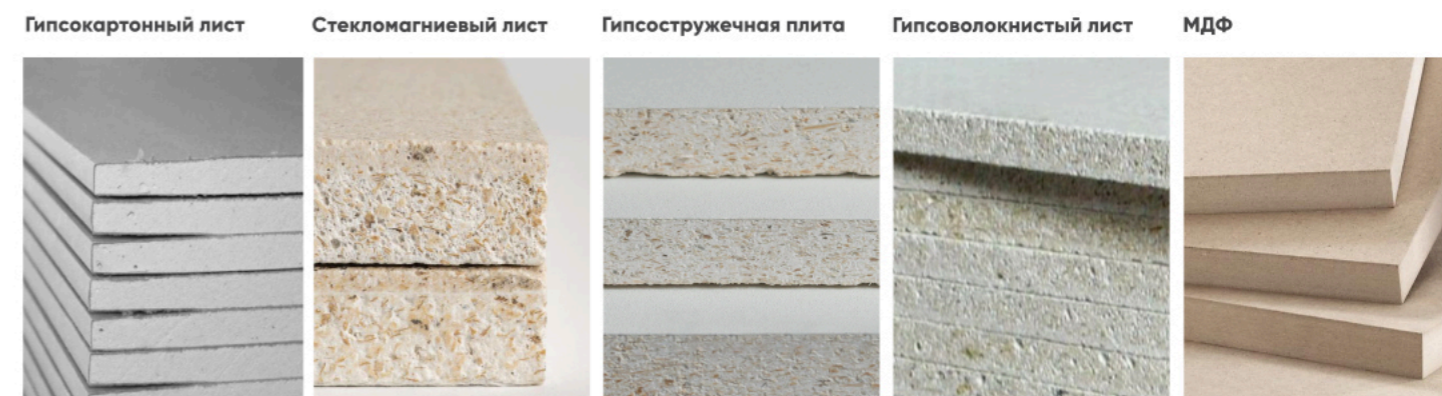 Гипсокартонный лист
Стекломагниевый лист
Гипсостружечная плита
Гипсоволокнистый лист
МДФ